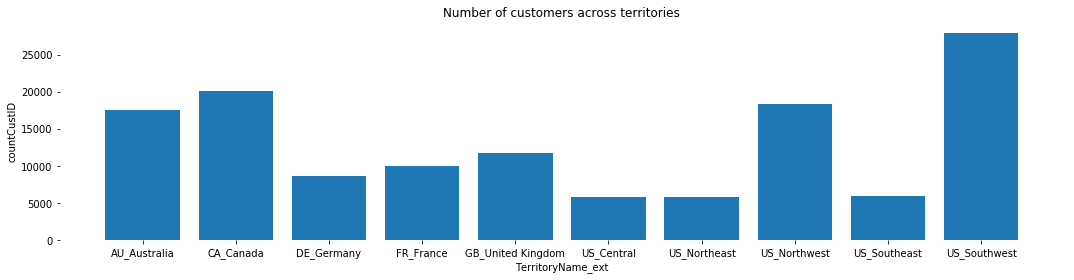 Number of customers across territories
countCustID
25000
20000
15000
10000
5000
0
AU_Australia CA_Canada DE_Germany FR_France GB_United Kingdom US_Central US_Northeast US_Northwest US_Southeast US_Southwest
TerritoryName_ext